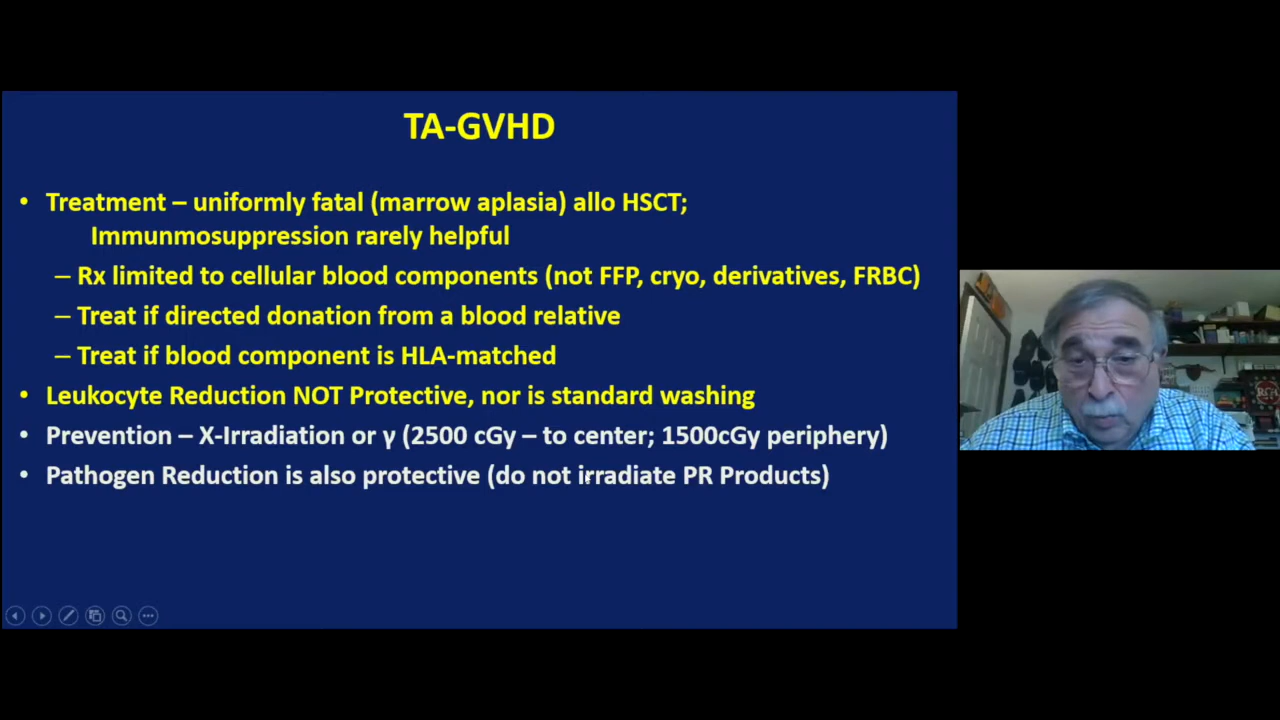 TA-GVHD
• Treatment – uniformly fatal (marrow aplasia) allo HSCT;
Immunmosuppression rarely helpful
– Rx limited to cellular blood components (not FFP, cryo, derivatives, FRBC)
– Treat if directed donation from a blood relative
– Treat if blood component is HLA-matched
• Leukocyte Reduction NOT Protective, nor is standard washing
• Prevention – X-Irradiation or γ (2500 cGy – to center; 1500cGy periphery)
• Pathogen Reduction is also protective (do not irradiate PR Products)